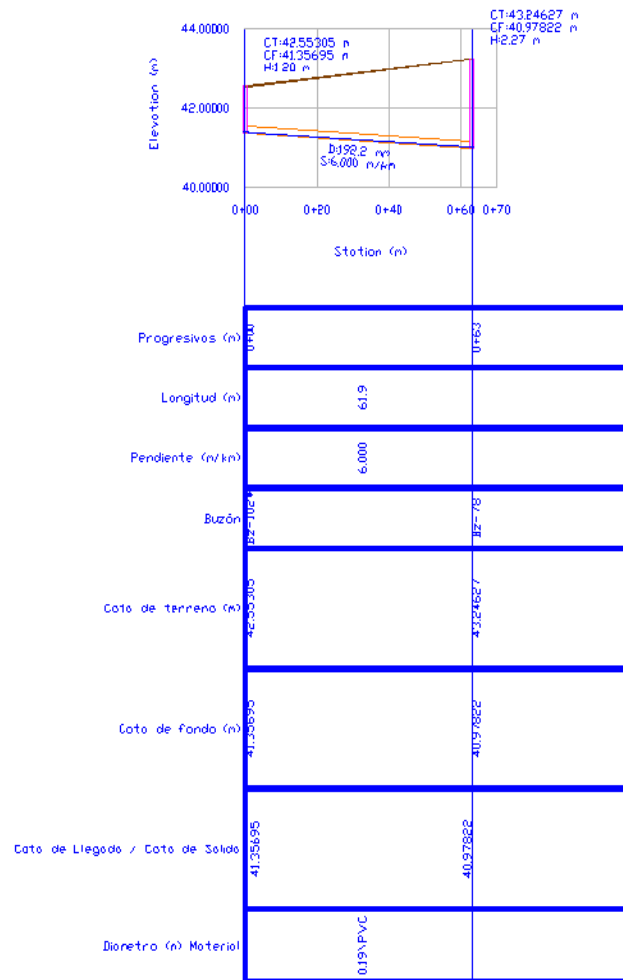 CT:43.24627 m
CF:40.97822 m
H:2.27 m
44.00000
CT:42.55305 m
CF:41.35695 m
H:1.20 m
Elevation (m)
42.00000
D:192.2 mm
S:6.000 m/km
40.00000
0+00 0+20 0+40 0+60 0+70
Station (m)
Progresivas (m) 0+00 0+63
Longitud (m) 61.9
Pendiente (m/km) 6.000
Buzón Bz-102* Bz-78
Cota de terreno (m) 42.55305 43.24627
Cota de fondo (m) 41.35695 40.97822
Cota de Llegada / Cota de Salida 41.35695 40.97822
Diametro (m) Material 0.19\PVC